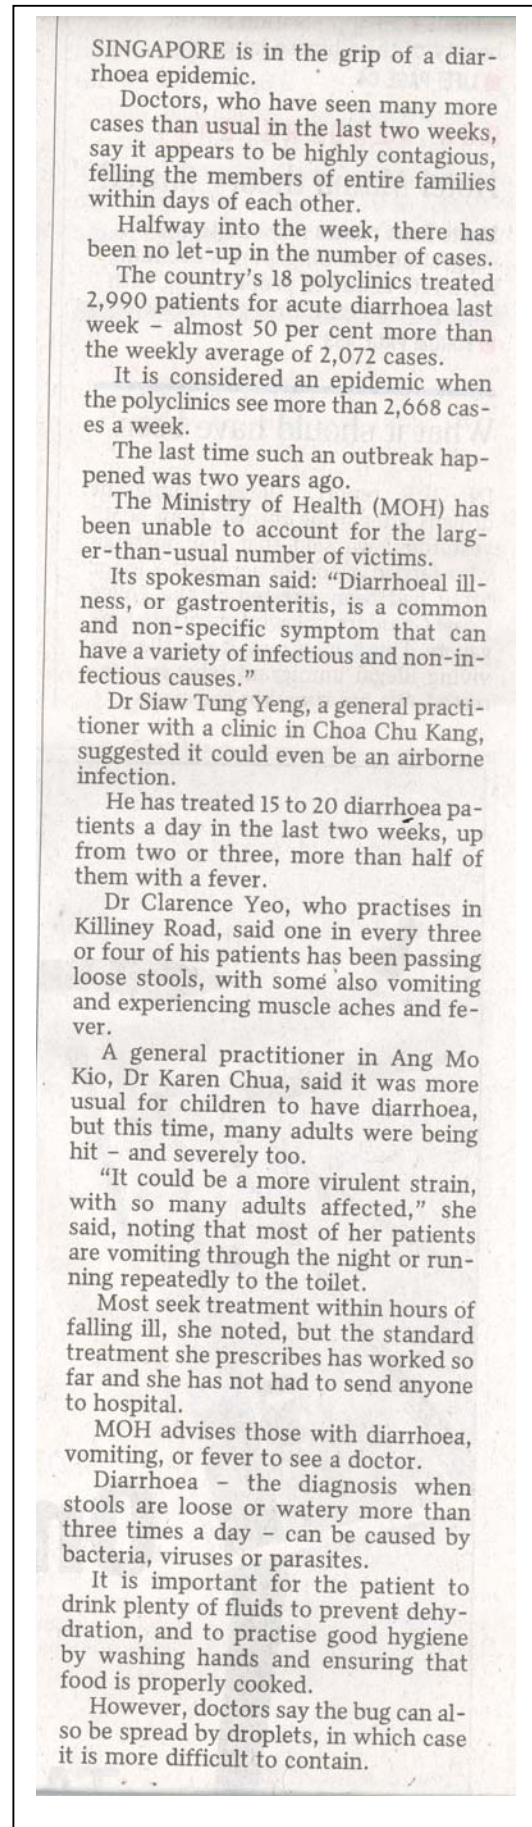 SINGAPORE is in the grip of a diar-
rhoea epidemic.
Doctors, who have seen many more
cases than usual in the last two weeks,
say it appears to be highly contagious,
felling the members of entire families
within days of each other.
Halfway into the week, there has
been no let-up in the number of cases.
The country's 18 polyclinics treated
2,990 patients for acute diarrhoea last
week – almost 50 per cent more than
the weekly average of 2,072 cases.
It is considered an epidemic when
the polyclinics see more than 2,668 cas-
es a week.
The last time such an outbreak hap-
pened was two years ago.
The Ministry of Health (MOH) has
been unable to account for the larg-
er-than-usual number of victims.
Its spokesman said: “Diarrhoeal ill-
ness, or gastroenteritis, is a common
and non-specific symptom that can
have a variety of infectious and non-in-
fectious causes.”
Dr Siaw Tung Yeng, a general practi-
tioner with a clinic in Choa Chu Kang,
suggested it could even be an airborne
infection.
He has treated 15 to 20 diarrhoea pa-
tients a day in the last two weeks, up
from two or three, more than half of
them with a fever.
Dr Clarence Yeo, who practises in
Killiney Road, said one in every three
or four of his patients has been passing
loose stools, with some also vomiting
and experiencing muscle aches and fe-
ver.
A general practitioner in Ang Mo
Kio, Dr Karen Chua, said it was more
usual for children to have diarrhoea,
but this time, many adults were being
hit – and severely too.
“It could be a more virulent strain,
with so many adults affected,” she
said, noting that most of her patients
are vomiting through the night or run-
ning repeatedly to the toilet.
Most seek treatment within hours of
falling ill, she noted, but the standard
treatment she prescribes has worked so
far and she has not had to send anyone
to hospital.
MOH advises those with diarrhoea,
vomiting, or fever to see a doctor.
Diarrhoea – the diagnosis when
stools are loose or watery more than
three times a day – can be caused by
bacteria, viruses or parasites.
It is important for the patient to
drink plenty of fluids to prevent dehy-
dration, and to practise good hygiene
by washing hands and ensuring that
food is properly cooked.
However, doctors say the bug can al-
so be spread by droplets, in which case
it is more difficult to contain.